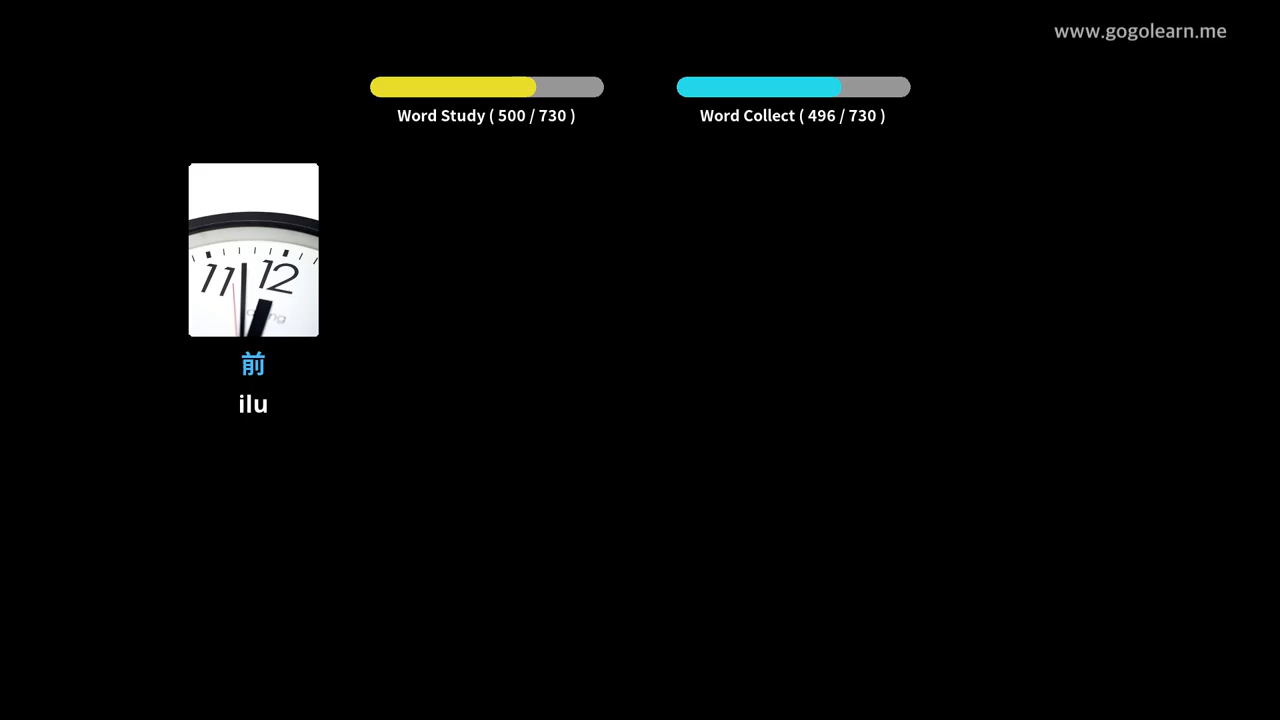 www.gogolearn.me
Word Study ( 500 / 730 )
Word Collect ( 496 / 730 )
11 12
前
ilu